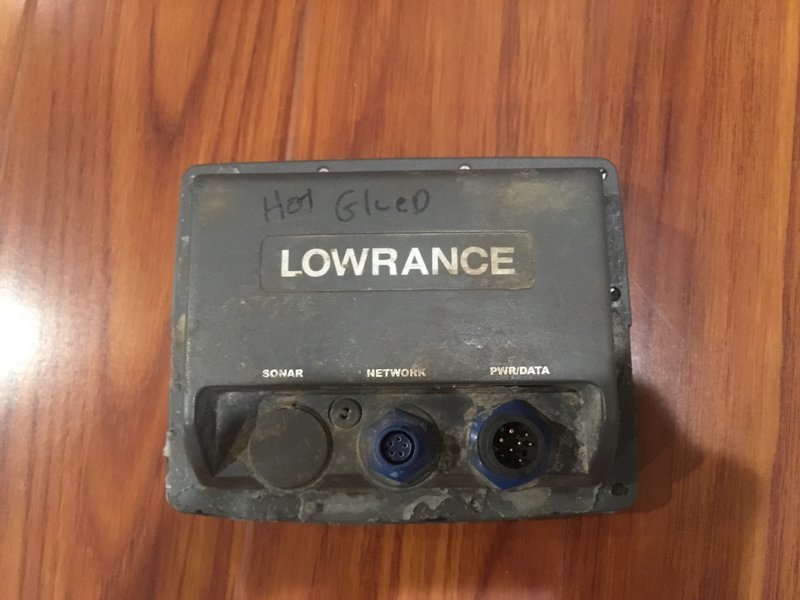 Hot GlueD
LOWRANCE
SONAR NETWORK PWR/DATA